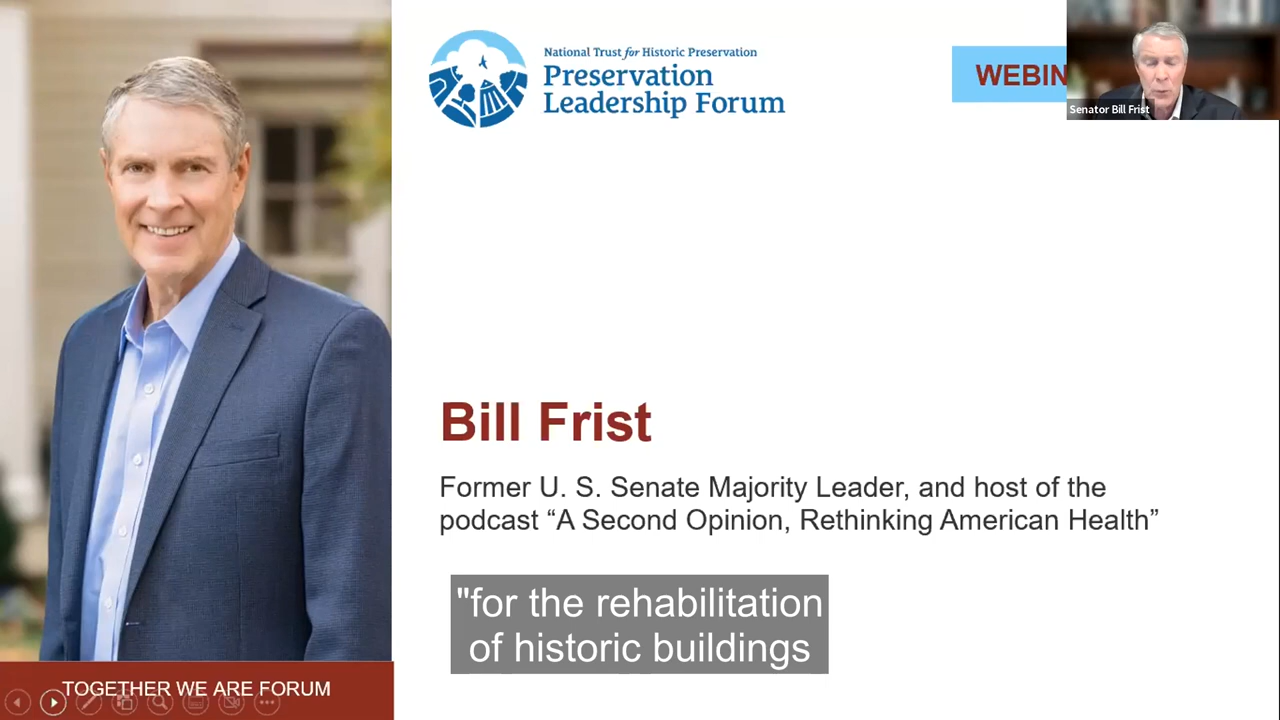 National Trust for Historic Preservation
Preservation
Leadership Forum
WEBIN
Senator Bill Frist
Bill Frist
Former U. S. Senate Majority Leader, and host of the
podcast “A Second Opinion, Rethinking American Health”
"for the rehabilitation
of historic buildings
TOGETHER WE ARE FORUM